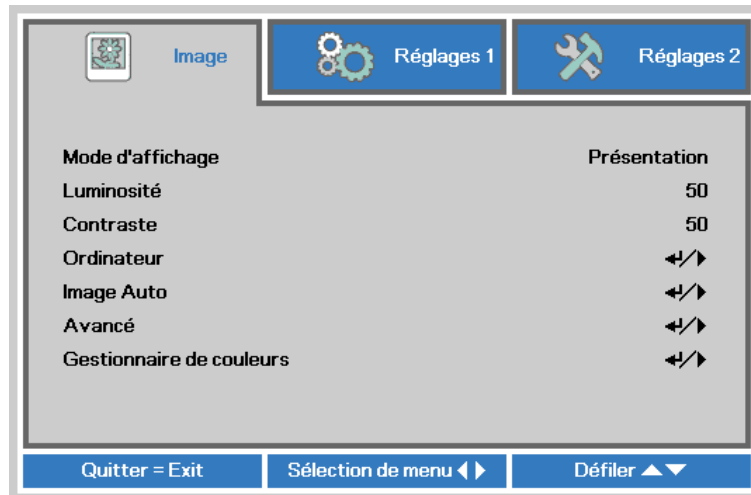 Image Réglages 1 Réglages 2
Mode d'affichage Présentation
Luminosité 50
Contraste 50
Ordinateur ↵/▶
Image Auto ↵/▶
Avancé ↵/▶
Gestionnaire de couleurs ↵/▶
Quitter = Exit Sélection de menu ◀▶ Défiler ▲▼